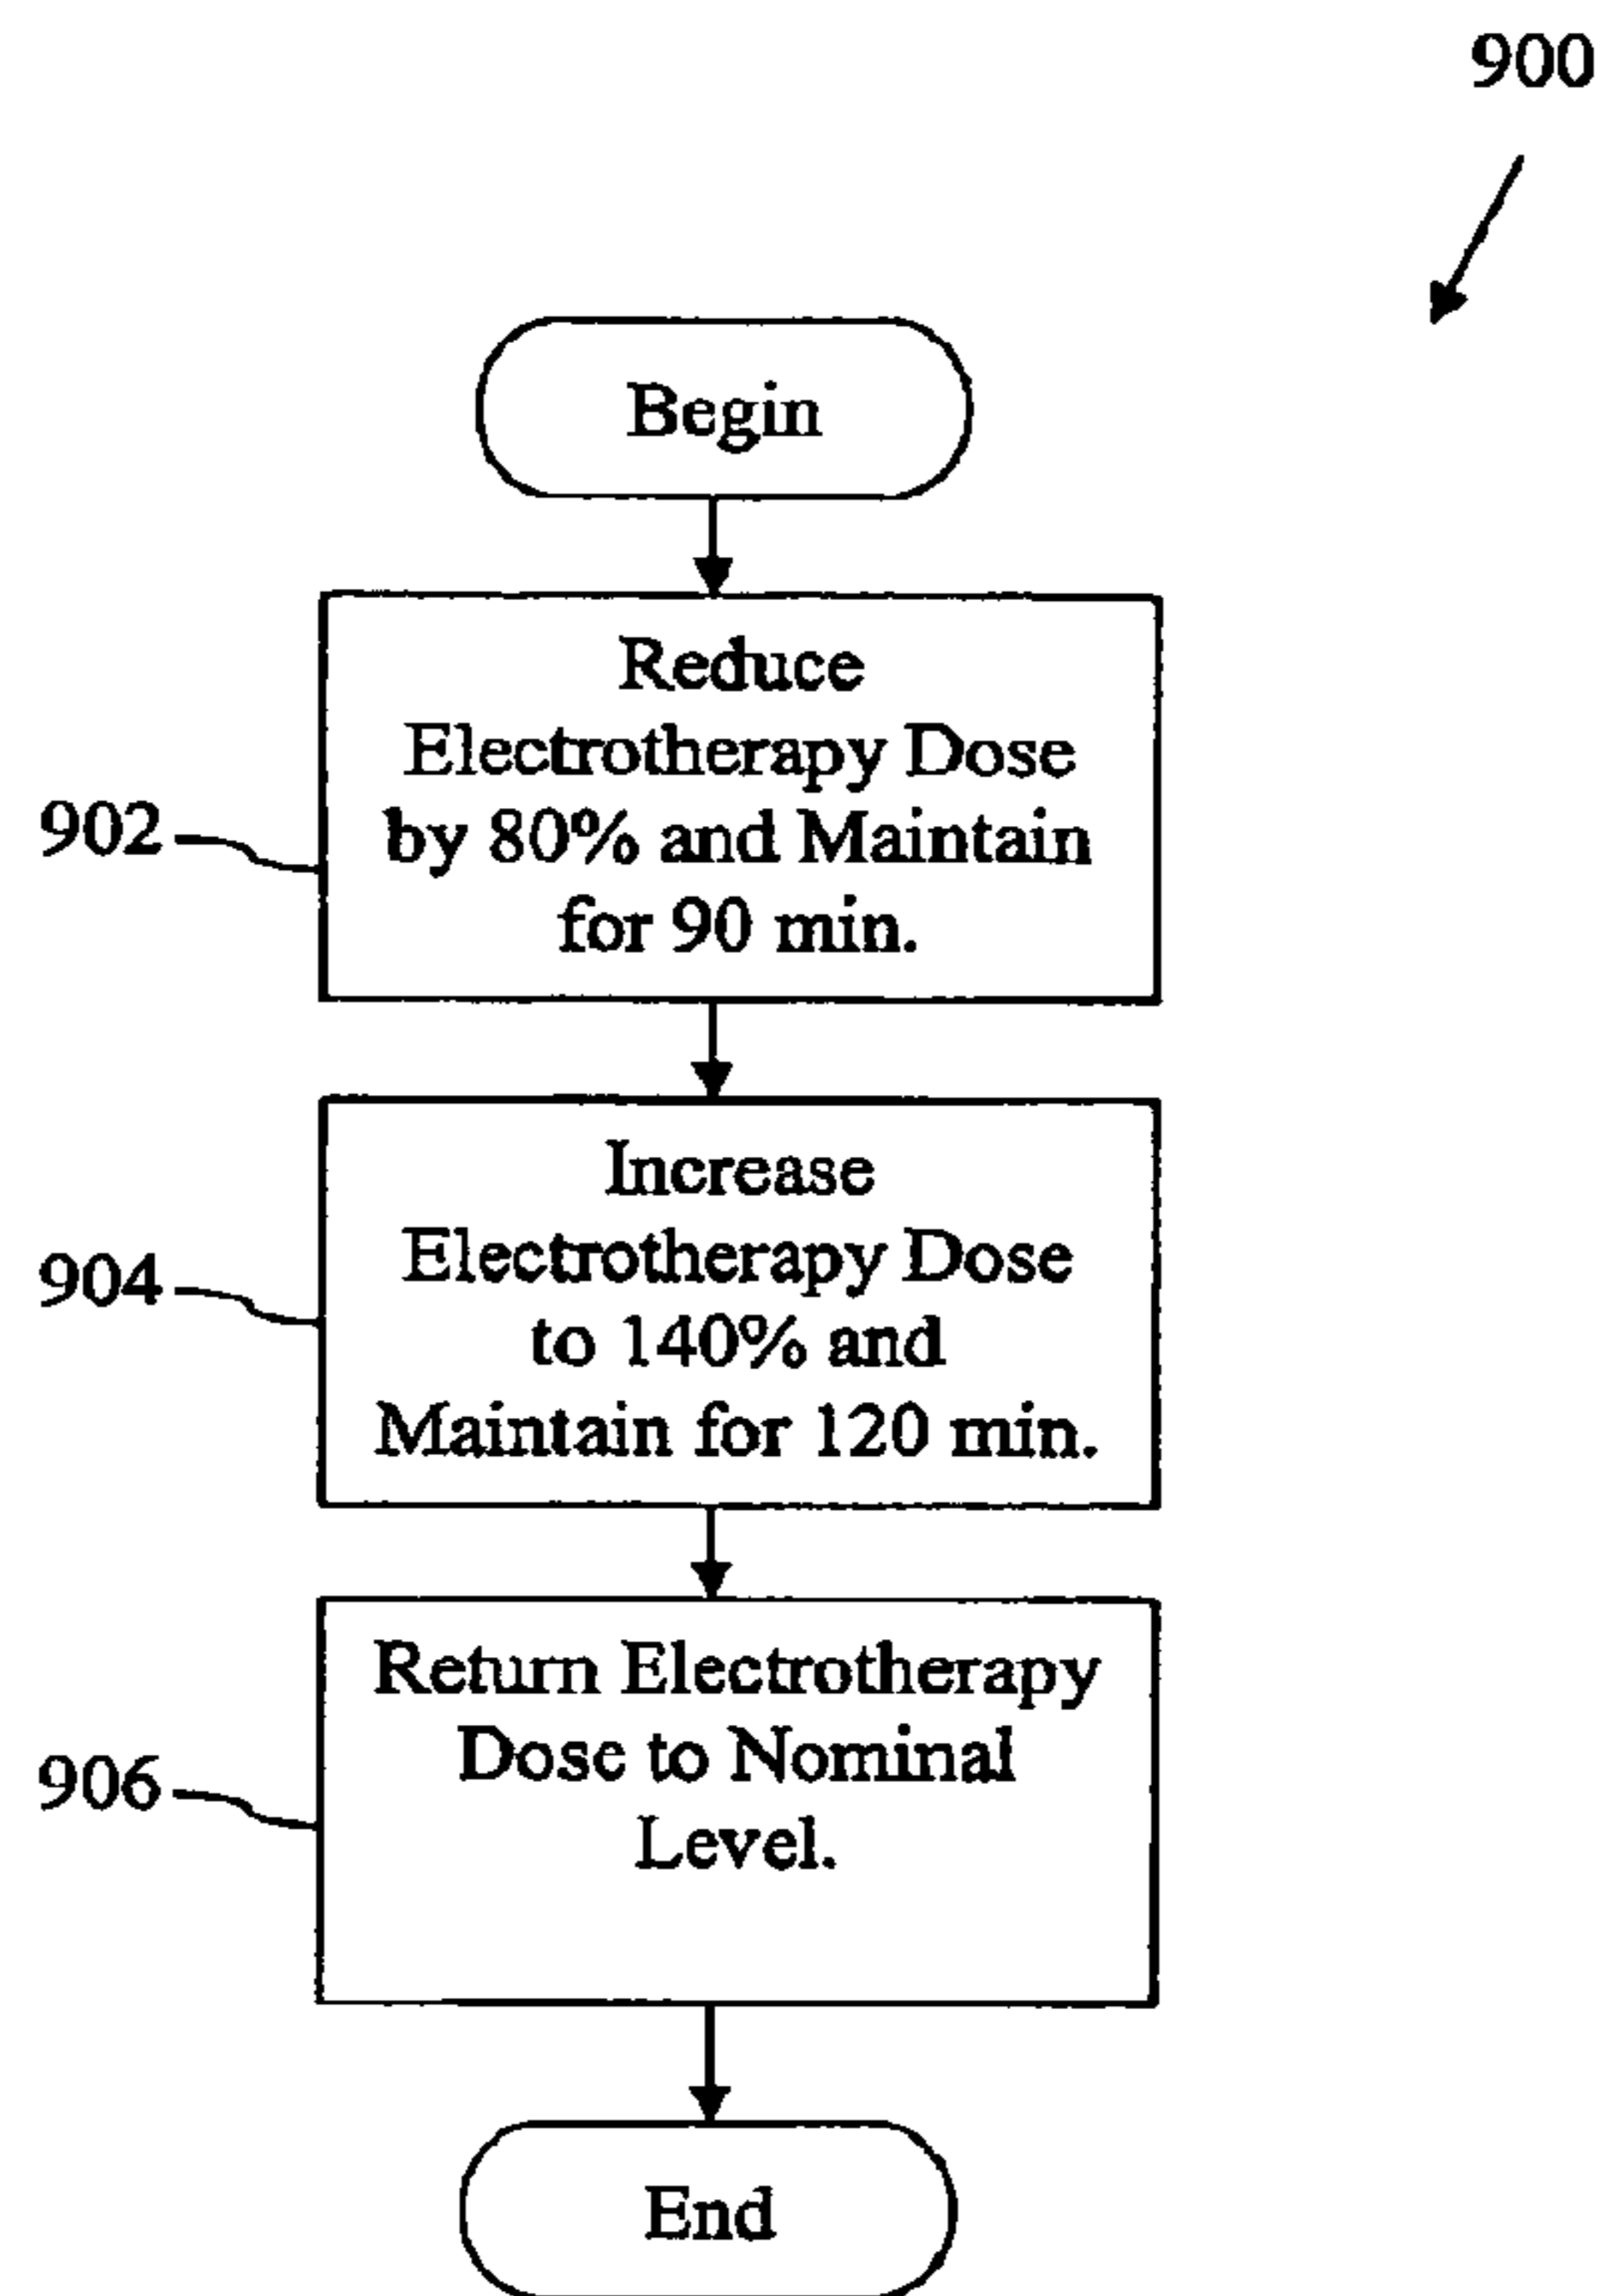 900
Begin
Reduce
Electrotherapy Dose
by 80% and Maintain
for 90 min.
902
Increase
Electrotherapy Dose
to 140% and
Maintain for 120 min.
904
Return Electrotherapy
Dose to Nominal
Level.
906
End